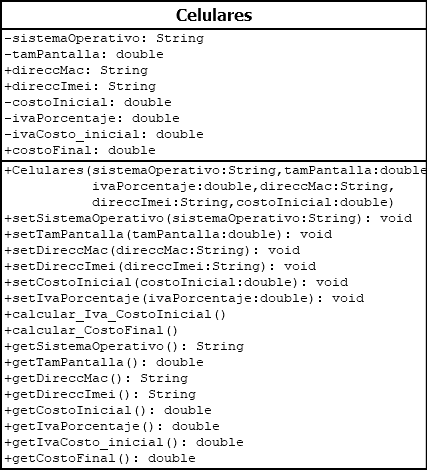 Celulares
-sistemaOperativo: String
-tamPantalla: double
+direccMac: String
+direccImei: String
-costoInicial: double
-ivaPorcentaje: double
-ivaCosto_inicial: double
+costoFinal: double
+Celulares(sistemaOperativo:String,tamPantalla:double
ivaPorcentaje:double,direccMac:String,
direccImei:String,costoInicial:double)
+setSistemaOperativo(sistemaOperativo:String): void
+setTamPantalla(tamPantalla:double): void
+setDireccMac(direccMac:String): void
+setDireccImei(direccImei:String): void
+setCostoInicial(costoInicial:double): void
+setIvaPorcentaje(ivaPorcentaje:double): void
+calcular_Iva_CostoInicial()
+calcular_CostoFinal()
+getSistemaOperativo(): String
+getTamPantalla(): double
+getDireccMac(): String
+getDireccImei(): String
+getCostoInicial(): double
+getIvaPorcentaje(): double
+getIvaCosto_inicial(): double
+getCostoFinal(): double